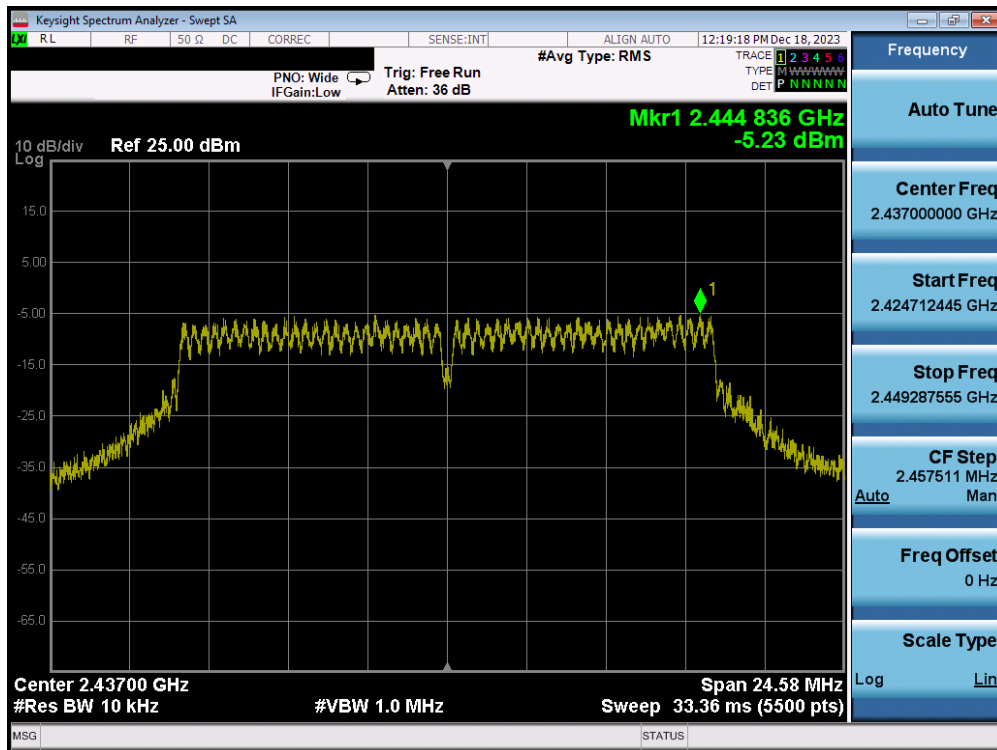 Keysight Spectrum Analyzer - Swept SA
LXI RL RF 50 Ω DC CORREC SENSE:INT ALIGN AUTO 12:19:18 PM Dec 18, 2023
Frequency
#Avg Type: RMS
TRACE 1 2 3 4 5 6
TYPE M WWWWW
DET P N N N N N
PNO: Wide
IFGain:Low
Trig: Free Run
Atten: 36 dB
Auto Tune
Mkr1 2.444 836 GHz
-5.23 dBm
10 dB/div
Log
Ref 25.00 dBm
15.0
5.00
-5.00
-15.0
-25.0
-35.0
-45.0
-55.0
-65.0
1
Center Freq
2.437000000 GHz
Start Freq
2.424712445 GHz
Stop Freq
2.449287555 GHz
CF Step
2.457511 MHz
Auto Man
Freq Offset
0 Hz
Scale Type
Log Lin
Center 2.43700 GHz
Span 24.58 MHz
#Res BW 10 kHz
#VBW 1.0 MHz
Sweep 33.36 ms (5500 pts)
MSG
STATUS